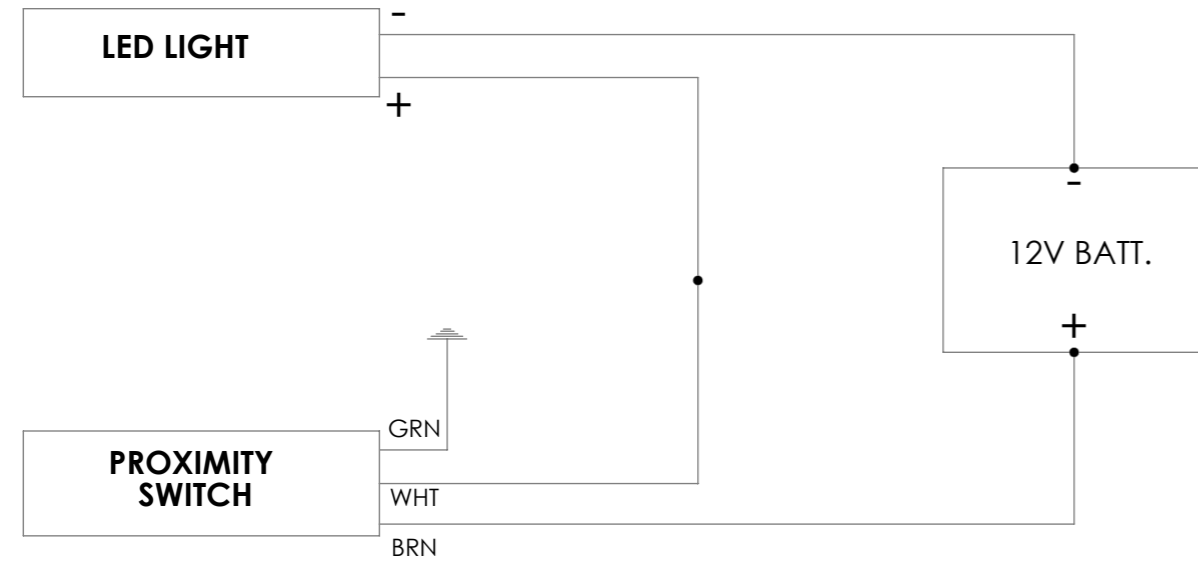 -
LED LIGHT
+
-
12V BATT.
+
GRN
PROXIMITY
SWITCH
WHT
BRN